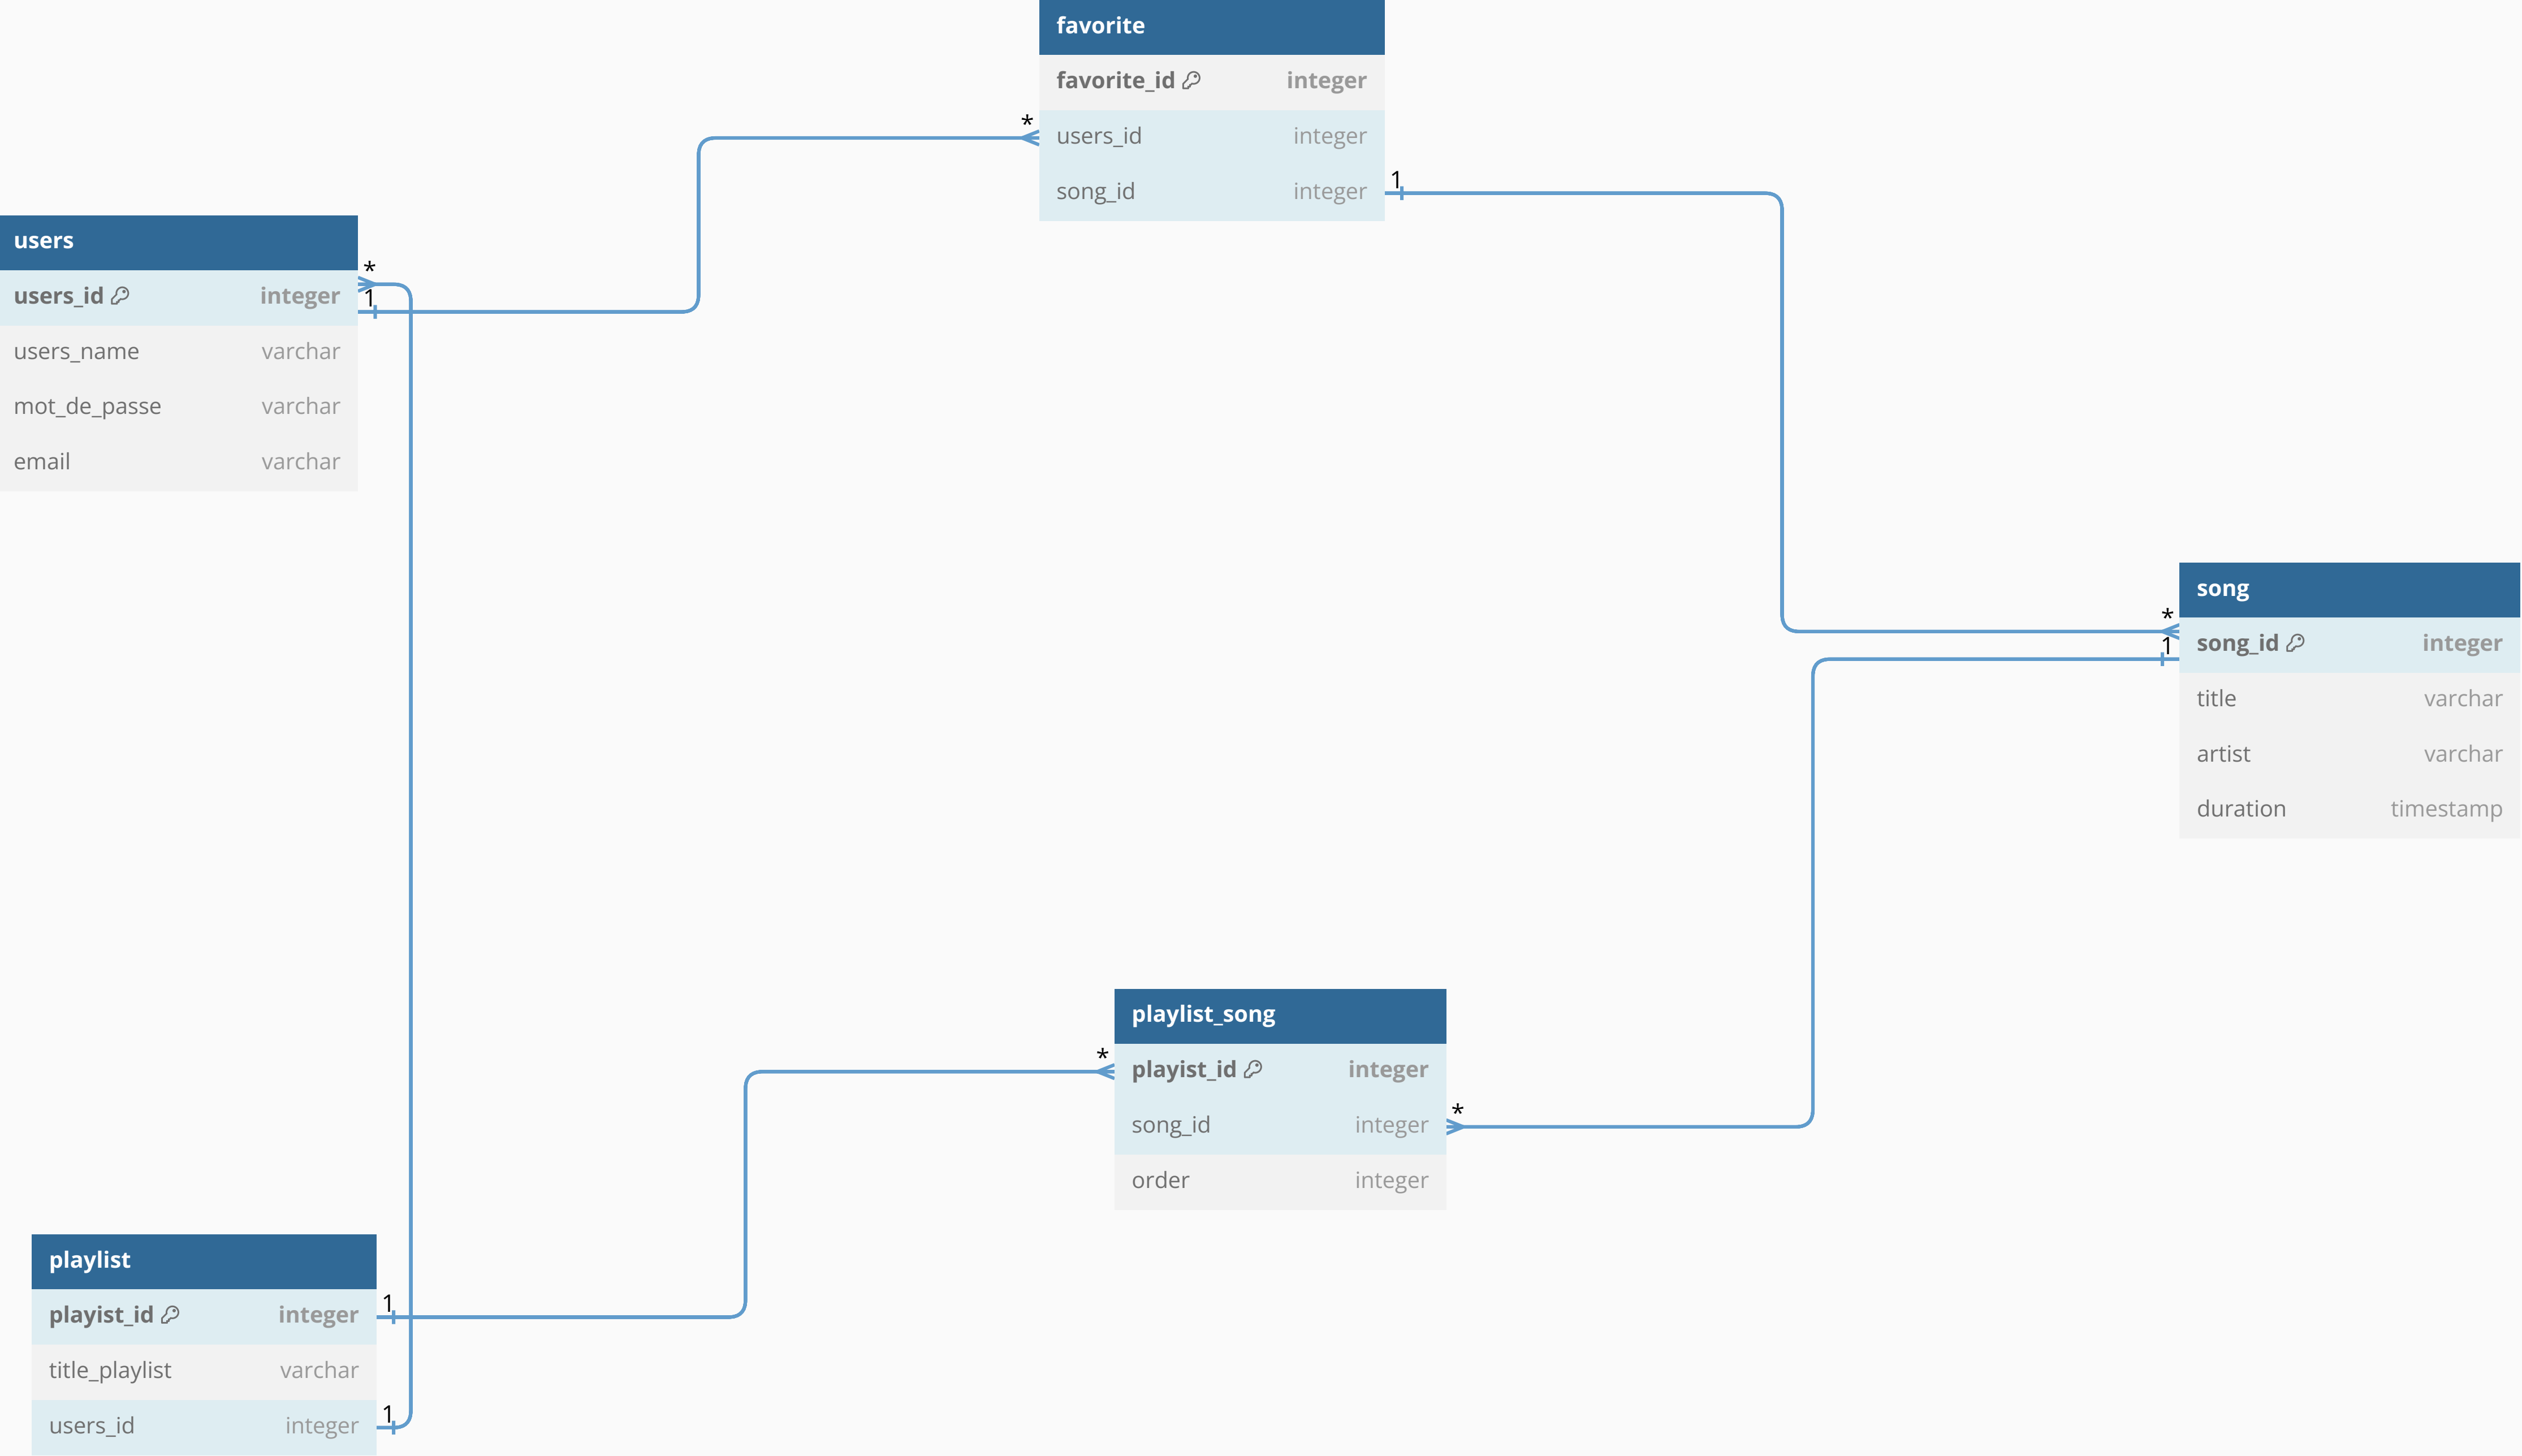 favorite
favorite_id integer
users_id integer
song_id integer
*
1
users
users_id integer
users_name varchar
mot_de_passe varchar
email varchar
*
1
song
song_id integer
title varchar
artist varchar
duration timestamp
*
1
playlist_song
playist_id integer
song_id integer
order integer
*
*
playlist
playist_id integer
title_playlist varchar
users_id integer
1
1